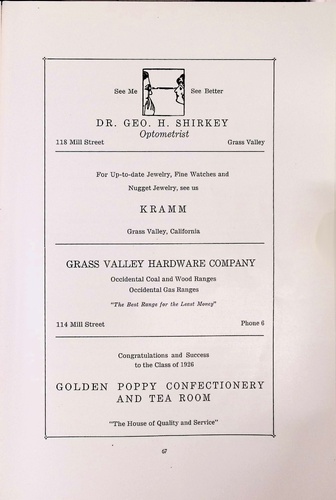 See Me See Better
DR. GEO. H. SHIRKEY
Optometrist
118 Mill Street Grass Valley
For Up-to-date Jewelry, Fine Watches and
Nugget Jewelry, see us
KRAMM
Grass Valley, California
GRASS VALLEY HARDWARE COMPANY
Occidental Coal and Wood Ranges
Occidental Gas Ranges
"The Best Range for the Least Money"
114 Mill Street Phone 6
Congratulations and Success
to the Class of 1926
GOLDEN POPPY CONFECTIONERY
AND TEA ROOM
"The House of Quality and Service"
67